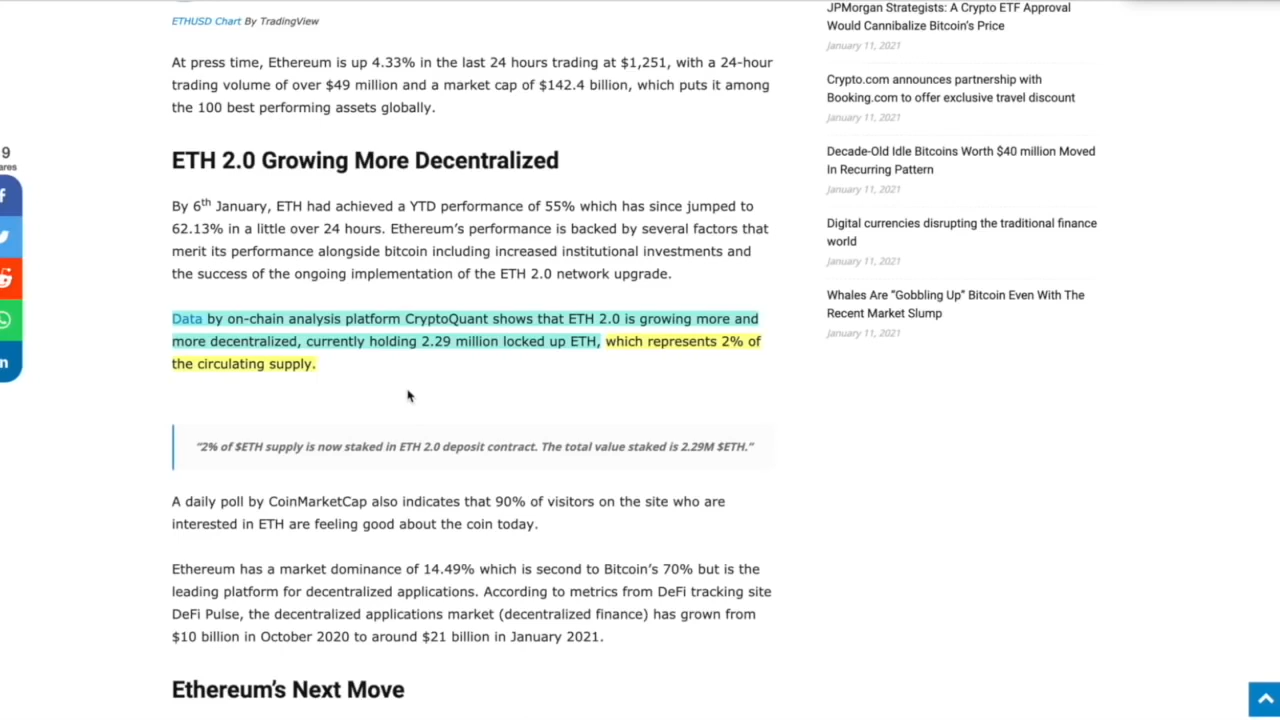 ETHUSD Chart By TradingView
At press time, Ethereum is up 4.33% in the last 24 hours trading at $1,251, with a 24-hour
trading volume of over $49 million and a market cap of $142.4 billion, which puts it among
the 100 best performing assets globally.
ETH 2.0 Growing More Decentralized
By 6th January, ETH had achieved a YTD performance of 55% which has since jumped to
62.13% in a little over 24 hours. Ethereum’s performance is backed by several factors that
merit its performance alongside bitcoin including increased institutional investments and
the success of the ongoing implementation of the ETH 2.0 network upgrade.
Data by on-chain analysis platform CryptoQuant shows that ETH 2.0 is growing more and
more decentralized, currently holding 2.29 million locked up ETH, which represents 2% of
the circulating supply.
“2% of $ETH supply is now staked in ETH 2.0 deposit contract. The total value staked is 2.29M $ETH.”
A daily poll by CoinMarketCap also indicates that 90% of visitors on the site who are
interested in ETH are feeling good about the coin today.
Ethereum has a market dominance of 14.49% which is second to Bitcoin’s 70% but is the
leading platform for decentralized applications. According to metrics from DeFi tracking site
DeFi Pulse, the decentralized applications market (decentralized finance) has grown from
$10 billion in October 2020 to around $21 billion in January 2021.
Ethereum’s Next Move
JPMorgan Strategists: A Crypto ETF Approval
Would Cannibalize Bitcoin’s Price
January 11, 2021
Crypto.com announces partnership with
Booking.com to offer exclusive travel discount
January 11, 2021
Decade-Old Idle Bitcoins Worth $40 million Moved
In Recurring Pattern
January 11, 2021
Digital currencies disrupting the traditional finance
world
January 11, 2021
Whales Are “Gobbling Up” Bitcoin Even With The
Recent Market Slump
January 11, 2021
9
ares